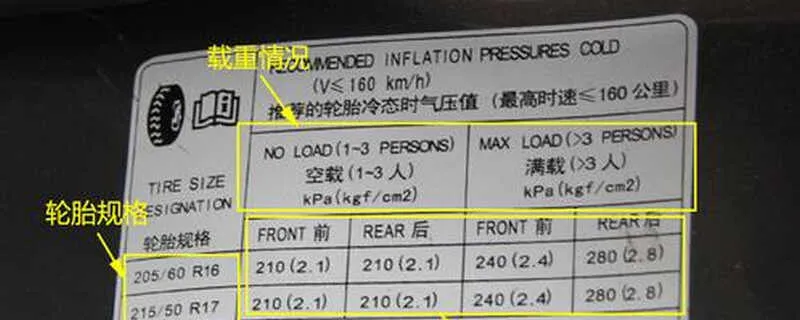 载重情况
RECOMMENDED INFLATION PRESSURES COLD
(V≤160 km/h)
推荐的轮胎冷态时气压值 (最高时速≤160公里)
NO LOAD(1-3 PERSONS) MAX LOAD(>3 PERSONS)
空载(1-3人) 满载(>3人)
kPa(kgf/cm2) kPa(kgf/cm2)
TIRE SIZE
DESIGNATION
轮胎规格
轮胎规格 FRONT 前 REAR 后 FRONT 前 REAR 后
205/60 R16 210(2.1) 210(2.1) 240(2.4) 280(2.8)
215/50 R17 210(2.1) 210(2.1) 240(2.4) 280(2.8)